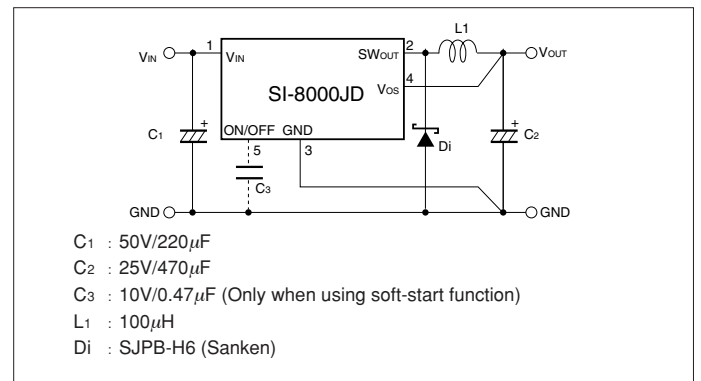 L1
VIN 1 VIN SWOUT 2 VOUT
4
VOS
SI-8000JD
C1 + ON/OFF GND Di + C2
5 3
C3
GND GND
C1 : 50V/220μF
C2 : 25V/470μF
C3 : 10V/0.47μF (Only when using soft-start function)
L1 : 100μH
Di : SJPB-H6 (Sanken)